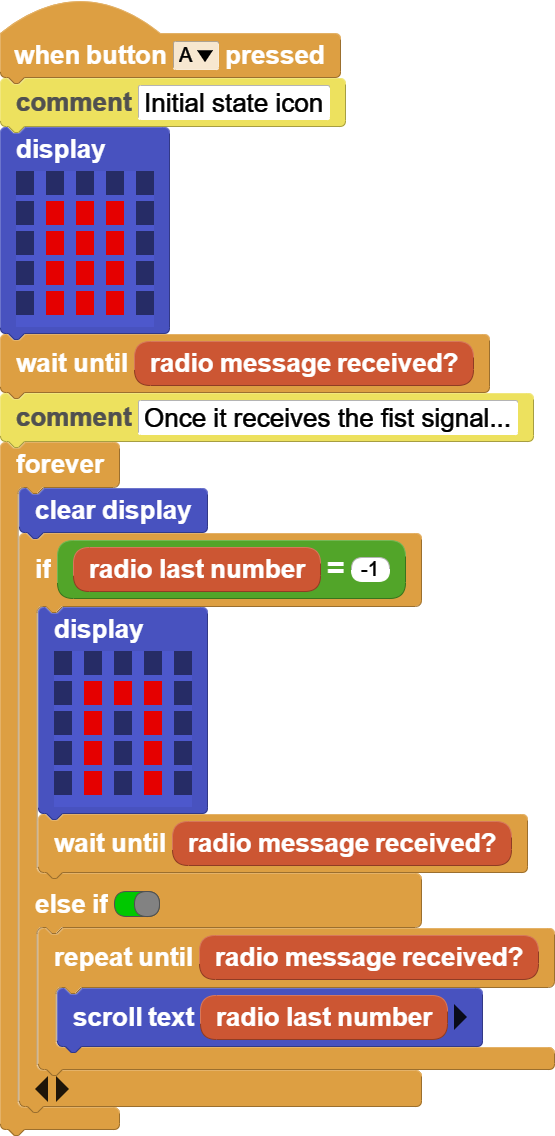 when button A▼ pressed
comment Initial state icon
display
wait until radio message received?
comment Once it receives the fist signal...
forever
clear display
if radio last number = -1
display
wait until radio message received?
else if
repeat until radio message received?
scroll text radio last number